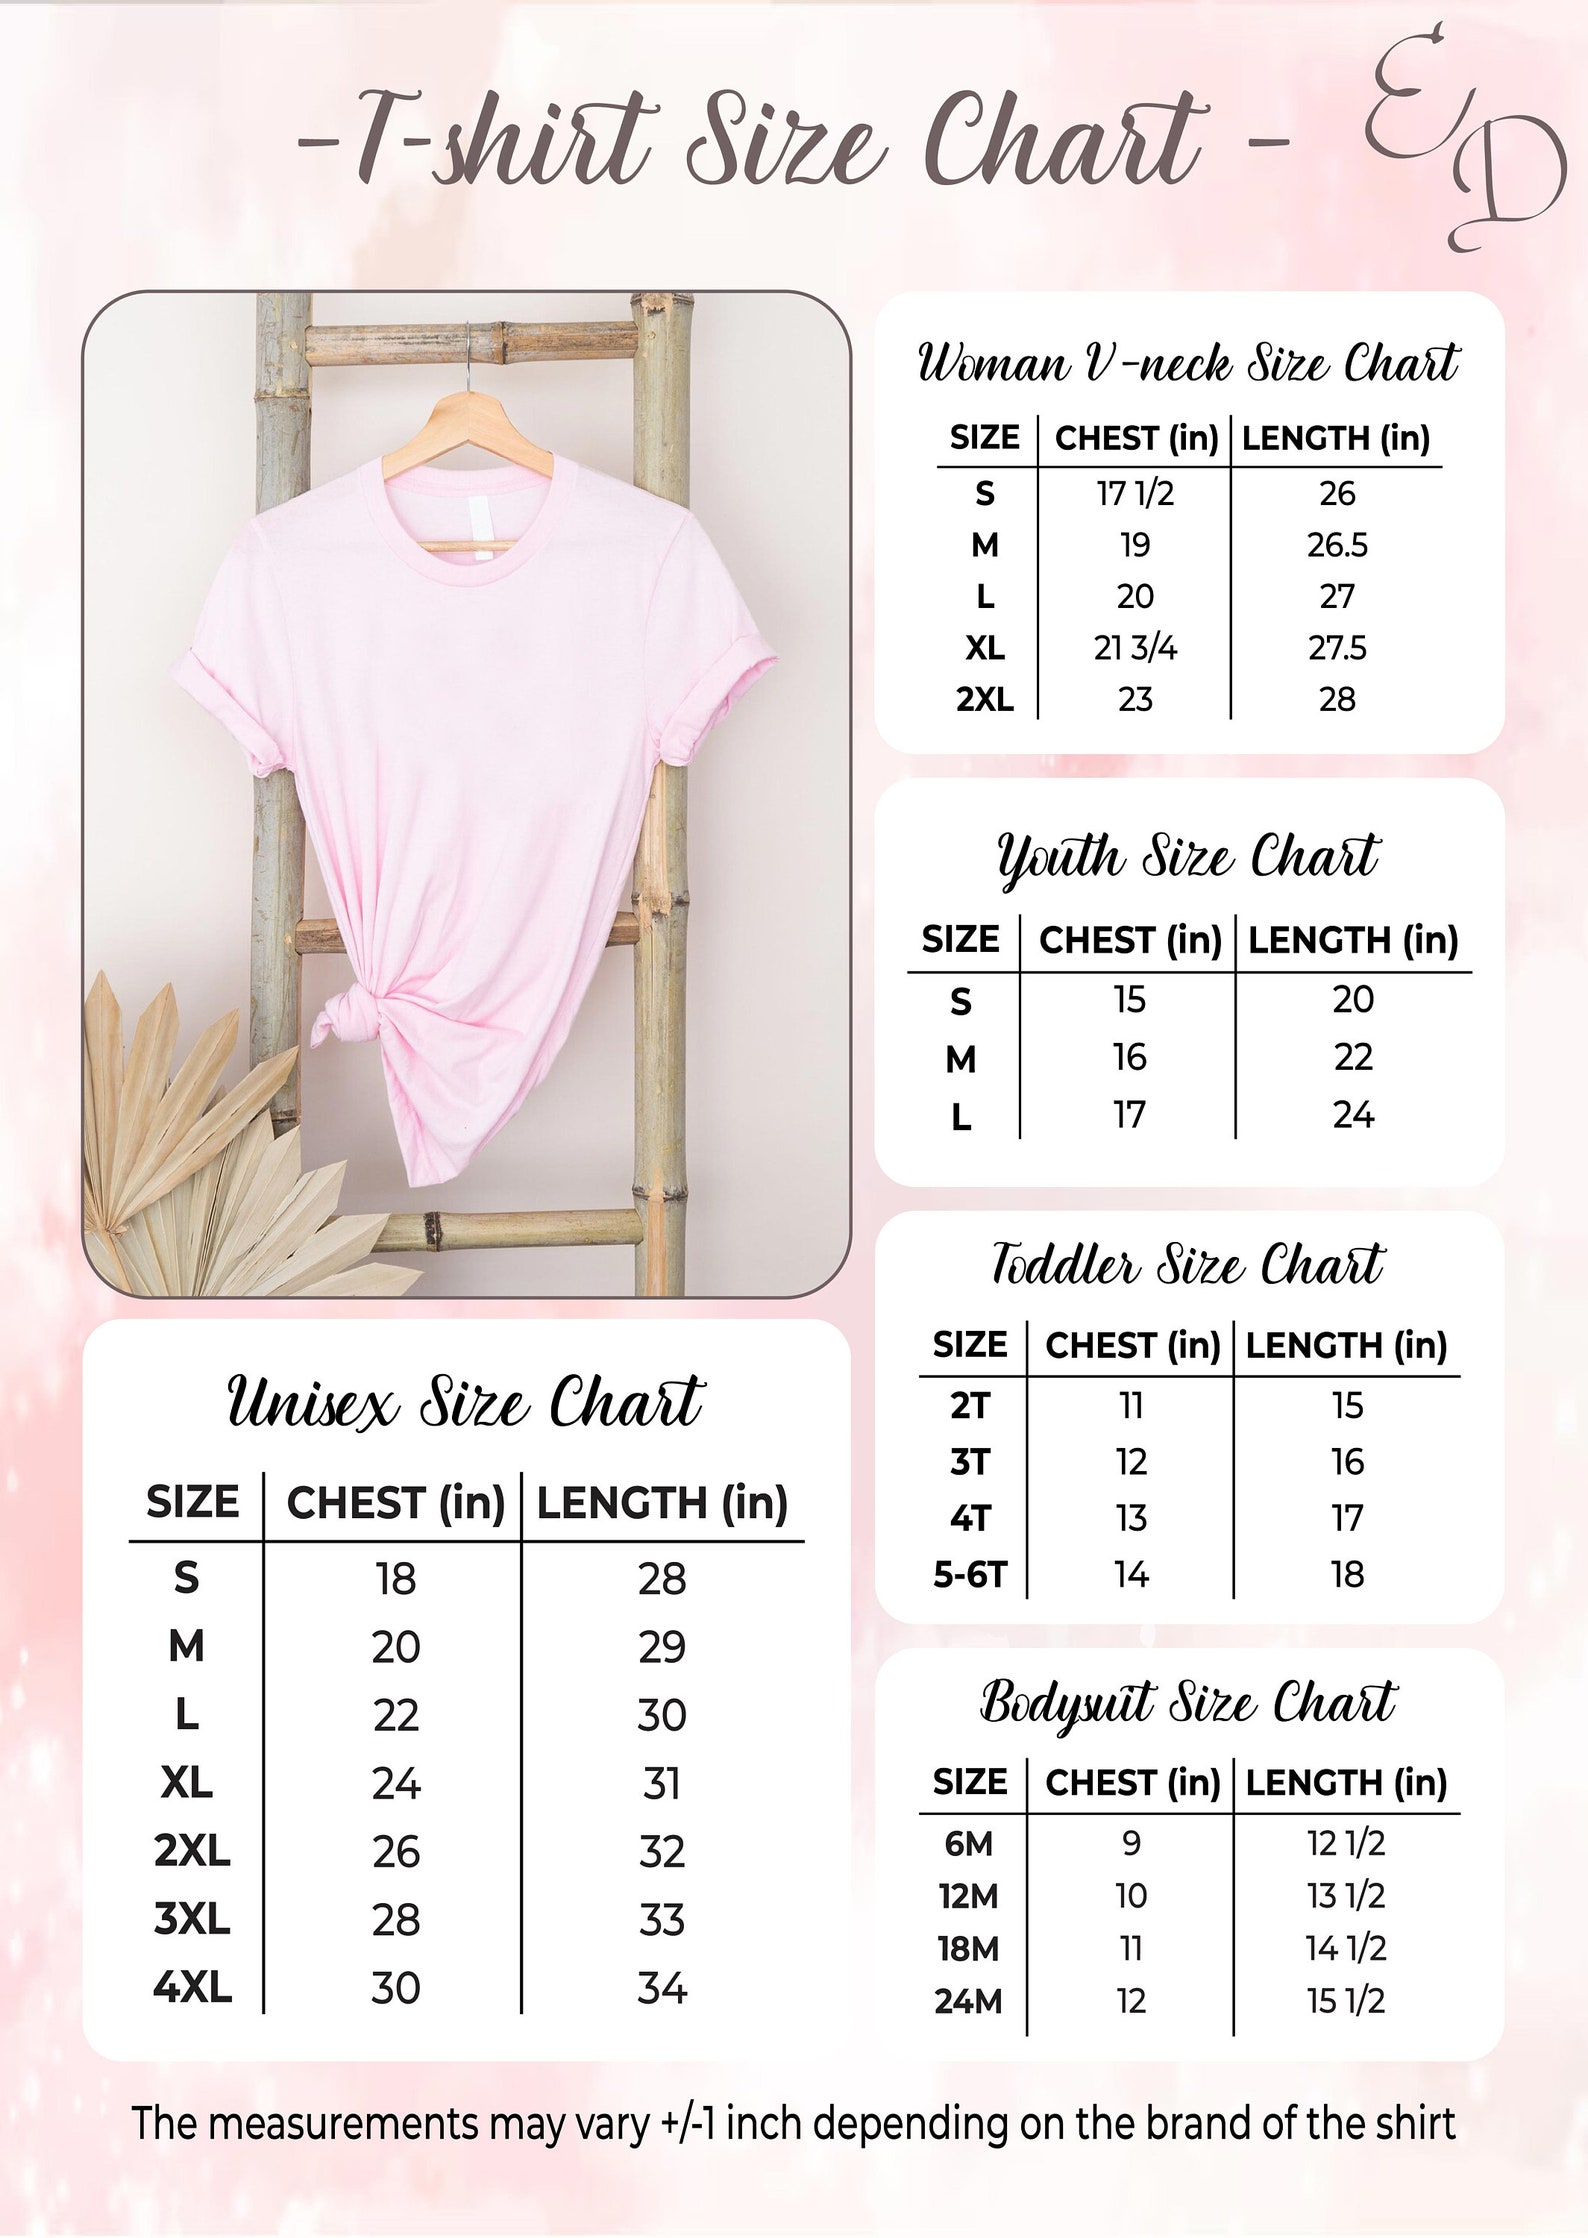 -T-shirt Size Chart -
ED
Woman V-neck Size Chart
SIZE CHEST (in) LENGTH (in)
S 17 1/2 26
M 19 26.5
L 20 27
XL 21 3/4 27.5
2XL 23 28
Youth Size Chart
SIZE CHEST (in) LENGTH (in)
S 15 20
M 16 22
L 17 24
Toddler Size Chart
SIZE CHEST (in) LENGTH (in)
2T 11 15
3T 12 16
4T 13 17
5-6T 14 18
Unisex Size Chart
SIZE CHEST (in) LENGTH (in)
S 18 28
M 20 29
L 22 30
XL 24 31
2XL 26 32
3XL 28 33
4XL 30 34
Bodysuit Size Chart
SIZE CHEST (in) LENGTH (in)
6M 9 12 1/2
12M 10 13 1/2
18M 11 14 1/2
24M 12 15 1/2
The measurements may vary +/-1 inch depending on the brand of the shirt